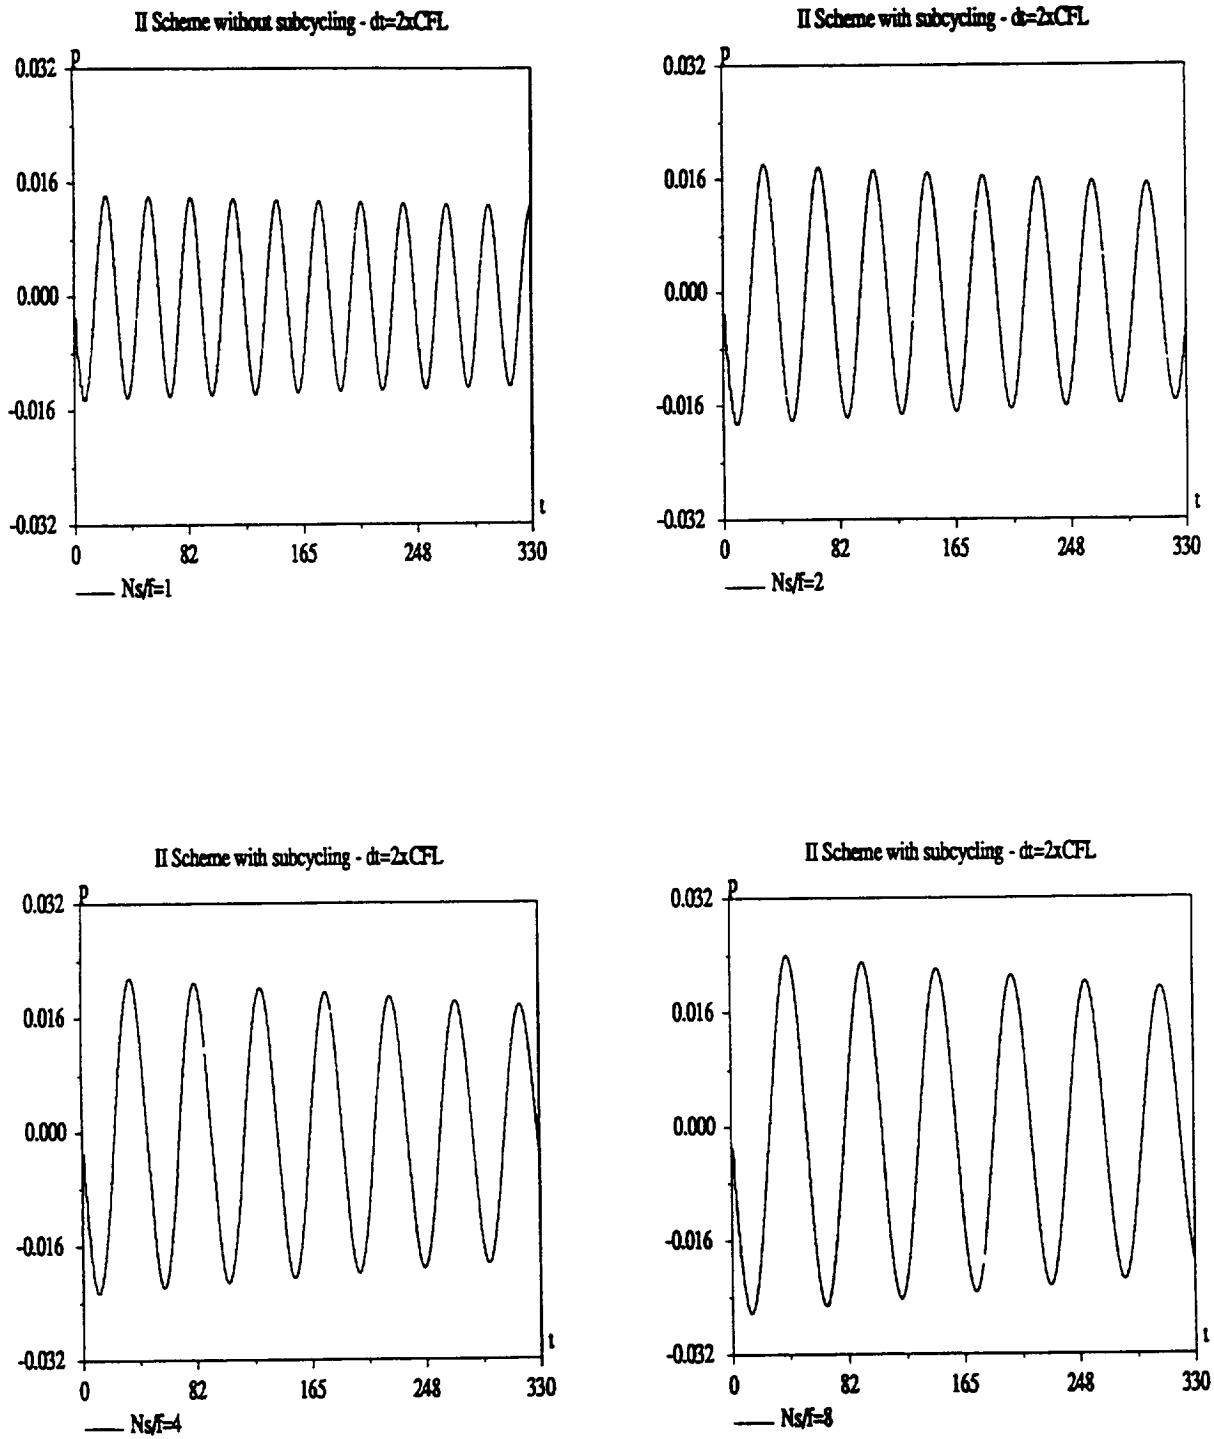 II Scheme without subcycling - dt=2xCFL
p
0.032
0.016
0.000
-0.016
-0.032
t
0 82 165 248 330
Ns/f=1
II Scheme with subcycling - dt=2xCFL
p
0.032
0.016
0.000
-0.016
-0.032
t
0 82 165 248 330
Ns/f=2
II Scheme with subcycling - dt=2xCFL
p
0.032
0.016
0.000
-0.016
-0.032
t
0 82 165 248 330
Ns/f=4
II Scheme with subcycling - dt=2xCFL
p
0.032
0.016
0.000
-0.016
-0.032
t
0 82 165 248 330
Ns/f=8